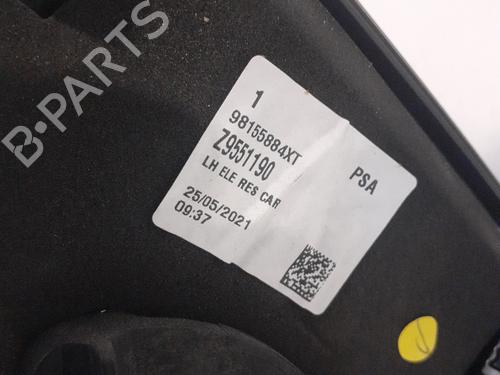 B-PARTS
1
98155884XT
Z9551190
PSA
LH ELE RES CAR
25/05/2021
09:37